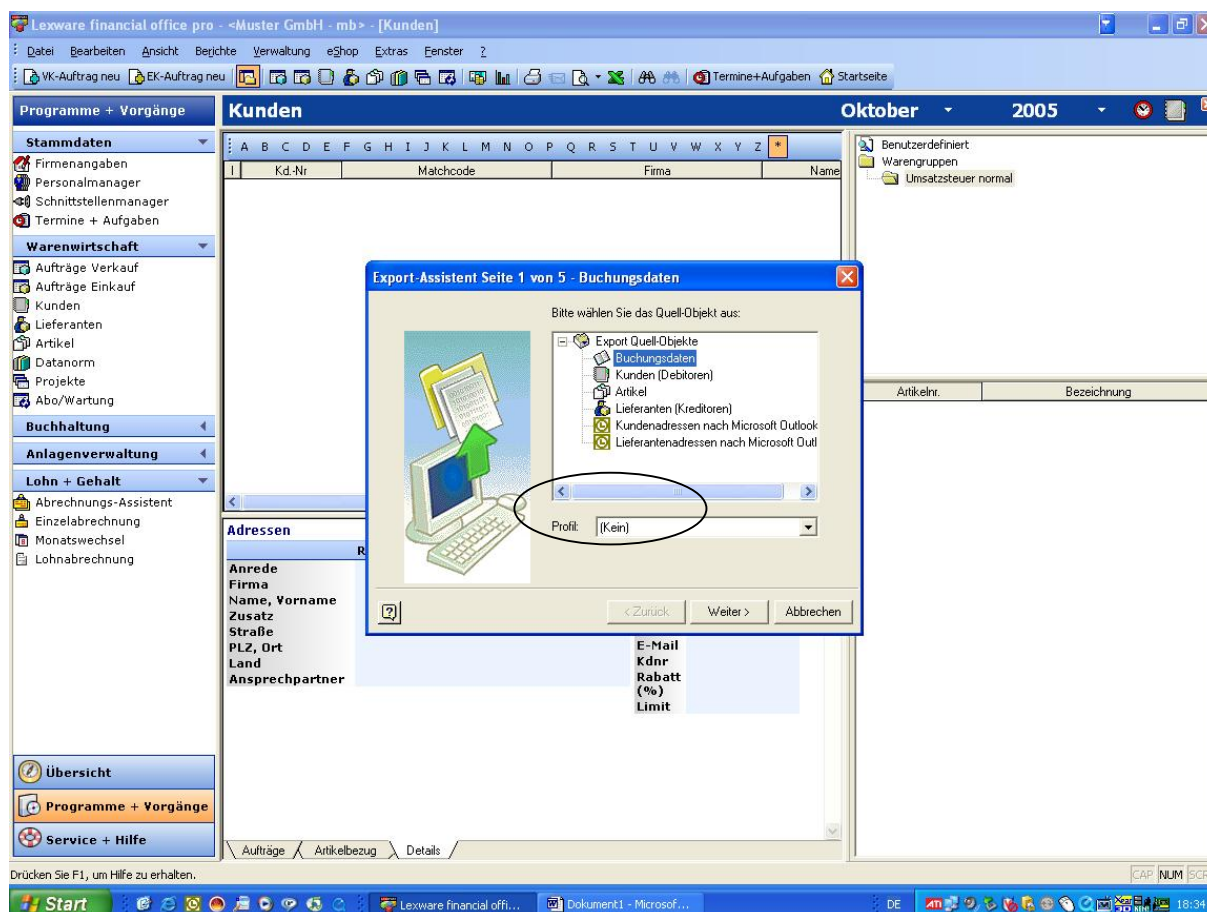 Lexware financial office pro - <Muster GmbH - mb> - [Kunden]
Datei Bearbeiten Ansicht Berichte Verwaltung eShop Extras Fenster ?
VK-Auftrag neu EK-Auftrag neu Termine+Aufgaben Startseite
Programme + Vorgänge
Kunden Oktober 2005
Stammdaten
Firmenangaben
Personalmanager
Schnittstellenmanager
Termine + Aufgaben
Warenwirtschaft
Aufträge Verkauf
Aufträge Einkauf
Kunden
Lieferanten
Artikel
Datanorm
Projekte
Abo/Wartung
Buchhaltung
Anlagenverwaltung
Lohn + Gehalt
Abrechnungs-Assistent
Einzelabrechnung
Monatswechsel
Lohnabrechnung
Übersicht
Programme + Vorgänge
Service + Hilfe
A B C D E F G H I J K L M N O P Q R S T U V W X Y Z *
I Kd.-Nr Matchcode Firma Name
Benutzerdefiniert
Warengruppen
Umsatzsteuer normal
Artikelnr. Bezeichnung
Export-Assistent Seite 1 von 5 - Buchungsdaten
Bitte wählen Sie das Quell-Objekt aus:
Export Quell-Objekte
Buchungsdaten
Kunden (Debitoren)
Artikel
Lieferanten (Kreditoren)
Kundenadressen nach Microsoft Outlook
Lieferantenadressen nach Microsoft Outl
Profil: (Kein)
< Zurück Weiter > Abbrechen
Adressen
R
Anrede
Firma
Name, Vorname
Zusatz
Straße
PLZ, Ort
Land
Ansprechpartner
E-Mail
Kdnr
Rabatt
(%)
Limit
Aufträge Artikelbezug Details
Drücken Sie F1, um Hilfe zu erhalten. CAP NUM SCR
Start Lexware financial offi... Dokument1 - Microsof... DE 18:34